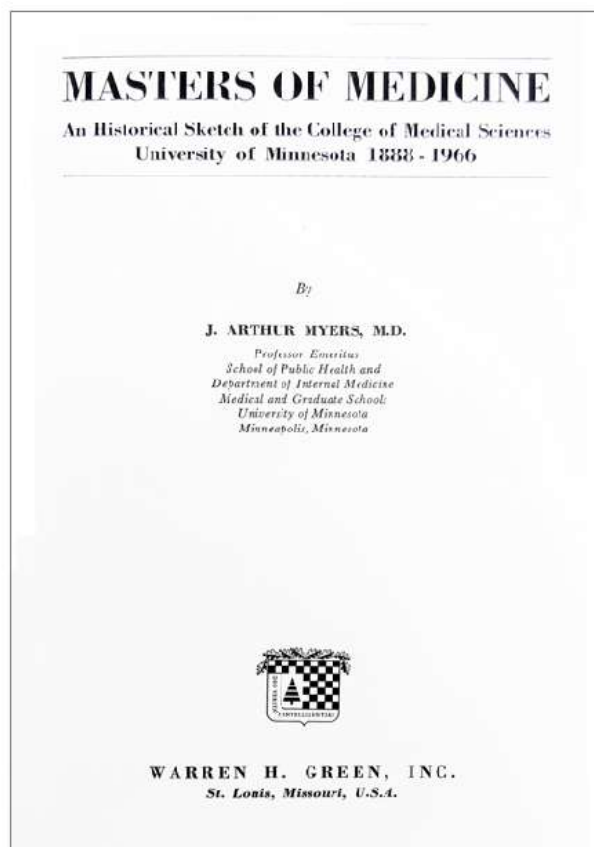 MASTERS OF MEDICINE
An Historical Sketch of the College of Medical Sciences
University of Minnesota 1888 - 1966
By
J. ARTHUR MYERS, M.D.
Professor Emeritus
School of Public Health and
Department of Internal Medicine
Medical and Graduate Schools
University of Minnesota
Minneapolis, Minnesota
WARREN H. GREEN, INC.
St. Louis, Missouri, U.S.A.